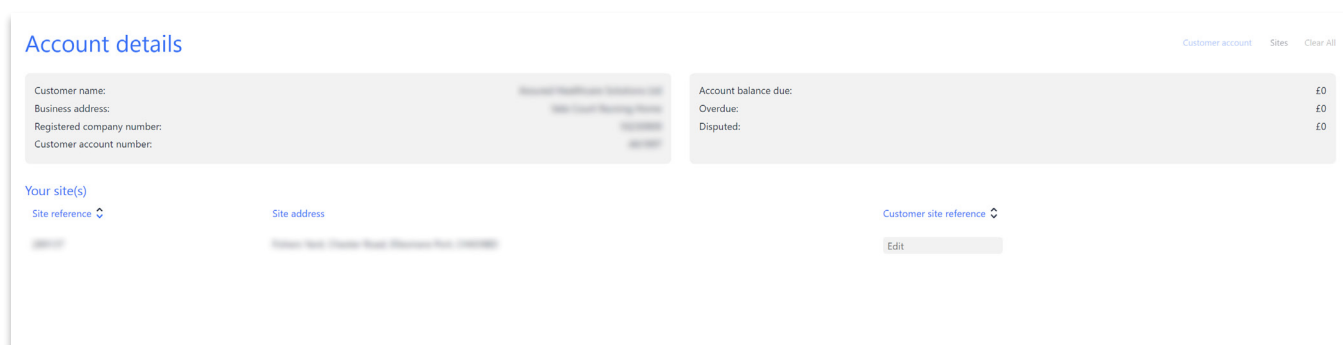 Account details
Customer account Sites Clear All
Customer name:
Business address:
Registered company number:
Customer account number:
Account balance due: £0
Overdue: £0
Disputed: £0
Your site(s)
Site reference Site address Customer site reference
Edit